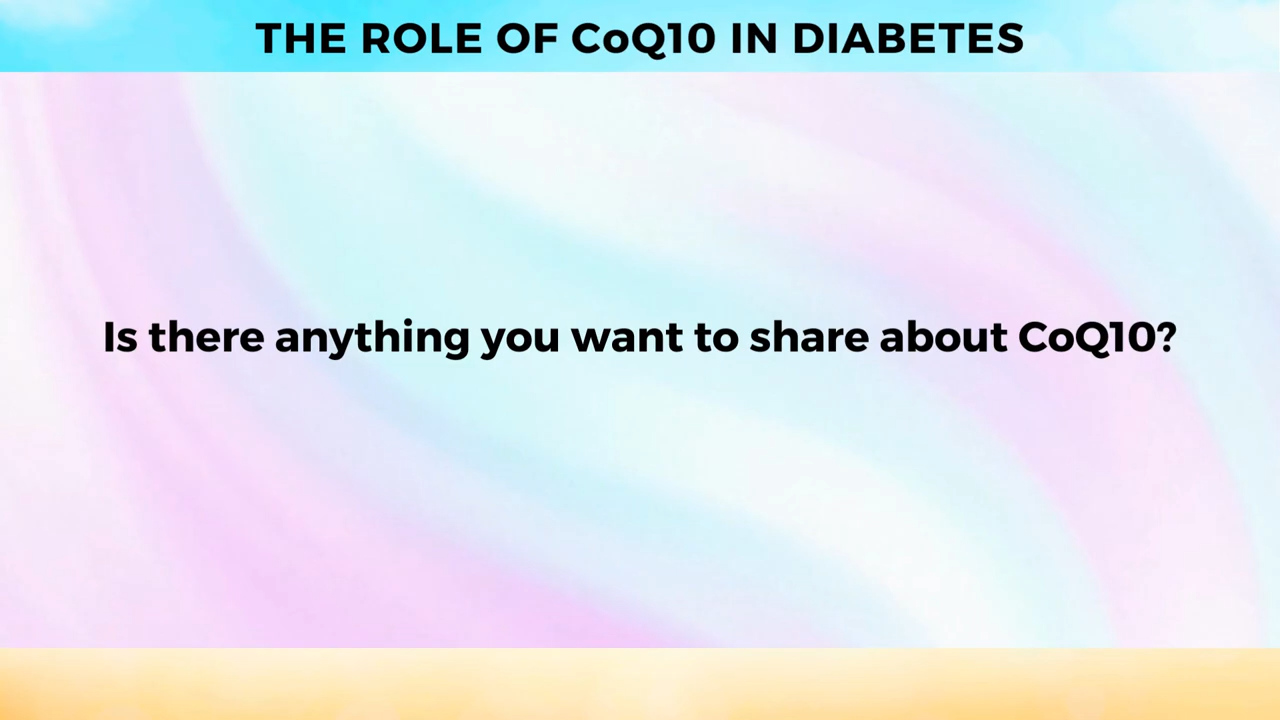 THE ROLE OF CoQ10 IN DIABETES
Is there anything you want to share about CoQ10?